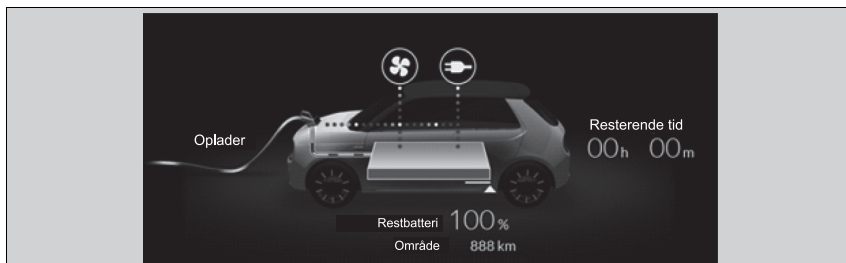 Oplader
Resterende tid
00h 00m
Restbatteri 100%
Område 888 km